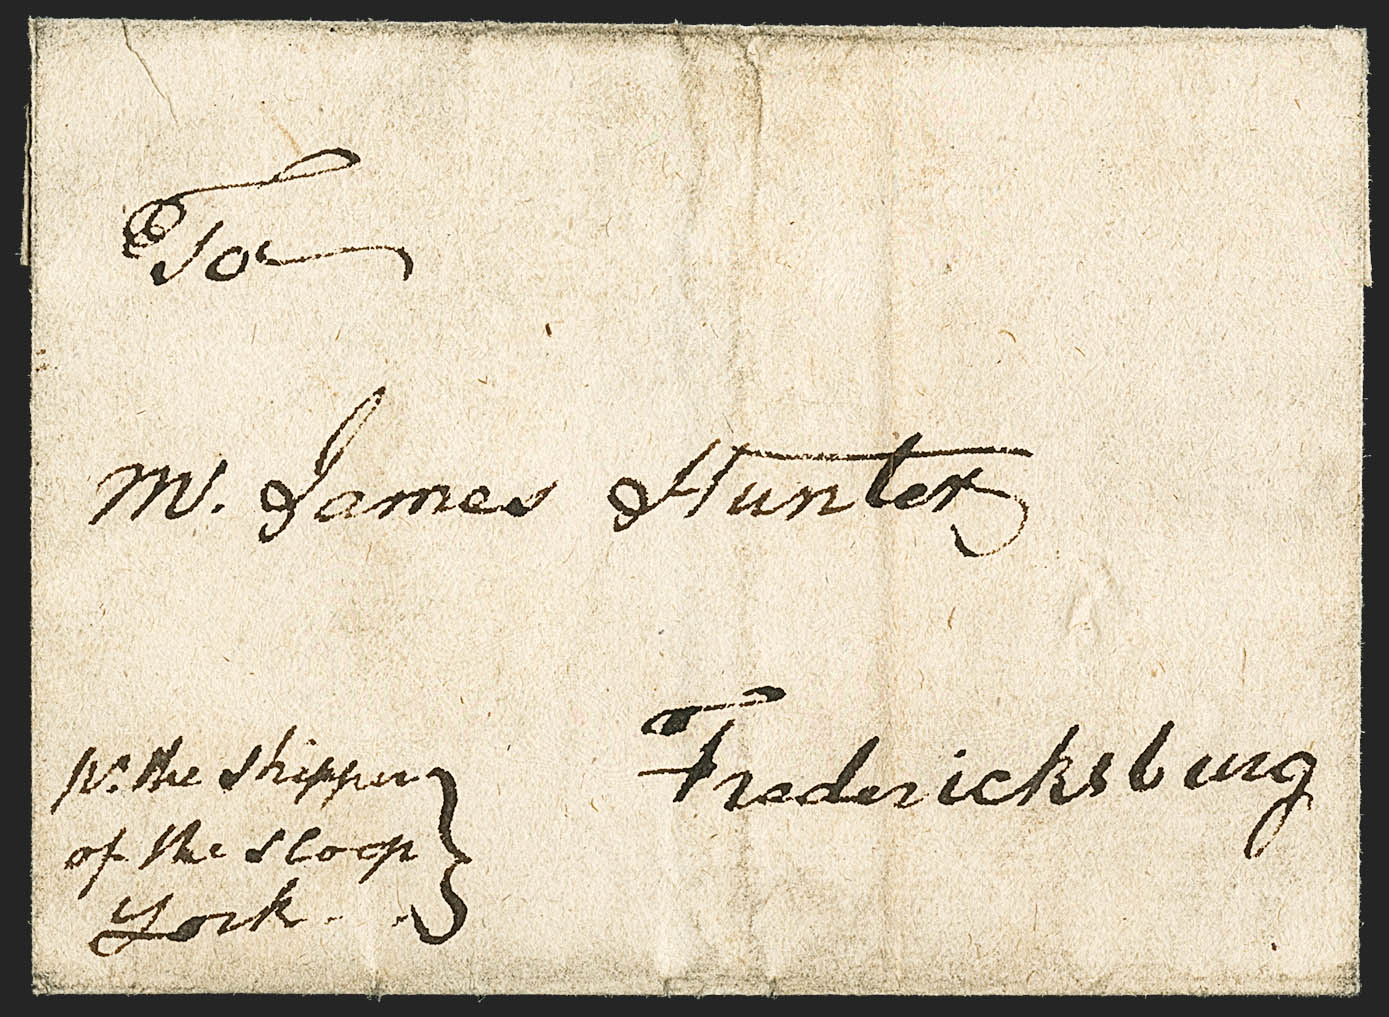 To
Mr. James Hunter
Fredericksburg
pr. the Skipper
of the Sloop
York